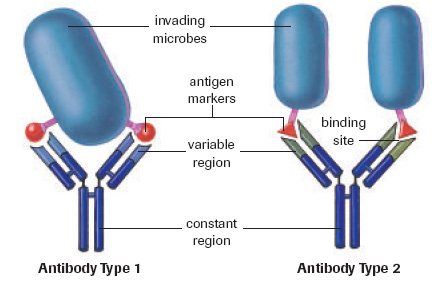 invading
microbes
antigen
markers
binding
site
variable
region
constant
region
Antibody Type 1
Antibody Type 2